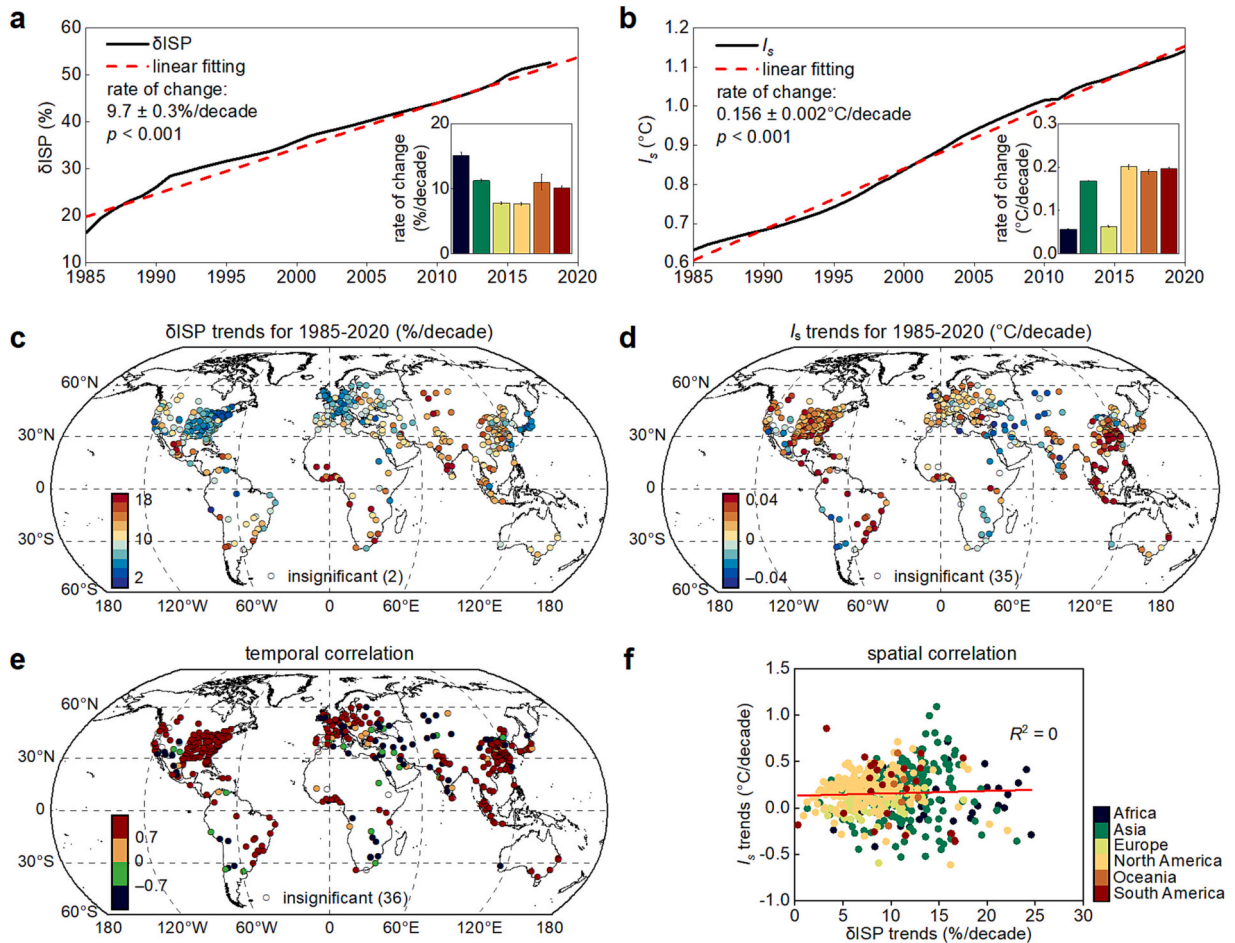 a
60
50
40
30
20
10
δISP (%)
δISP
linear fitting
rate of change:
9.7 ± 0.3%/decade
p < 0.001
rate of change
(%/decade)
20
10
0
1985 1990 1995 2000 2005 2010 2015 2020
b
1.2
1.1
1.0
0.9
0.8
0.7
0.6
Is (°C)
Is
linear fitting
rate of change:
0.156 ± 0.002°C/decade
p < 0.001
rate of change
(°C/decade)
0.3
0.2
0.1
0.0
1985 1990 1995 2000 2005 2010 2015 2020
c
δISP trends for 1985-2020 (%/decade)
60°N
30°N
0
30°S
60°S
18
10
2
insignificant (2)
180 120°W 60°W 0 60°E 120°E 180
d
Is trends for 1985-2020 (°C/decade)
60°N
30°N
0
30°S
60°S
0.04
0
−0.04
insignificant (35)
180 120°W 60°W 0 60°E 120°E 180
e
temporal correlation
60°N
30°N
0
30°S
60°S
0.7
0
−0.7
insignificant (36)
180 120°W 60°W 0 60°E 120°E 180
f
spatial correlation
1.5
1.0
0.5
0.0
-0.5
-1.0
Is trends (°C/decade)
R² = 0
0 5 10 15 20 25 30
δISP trends (%/decade)
Africa
Asia
Europe
North America
Oceania
South America